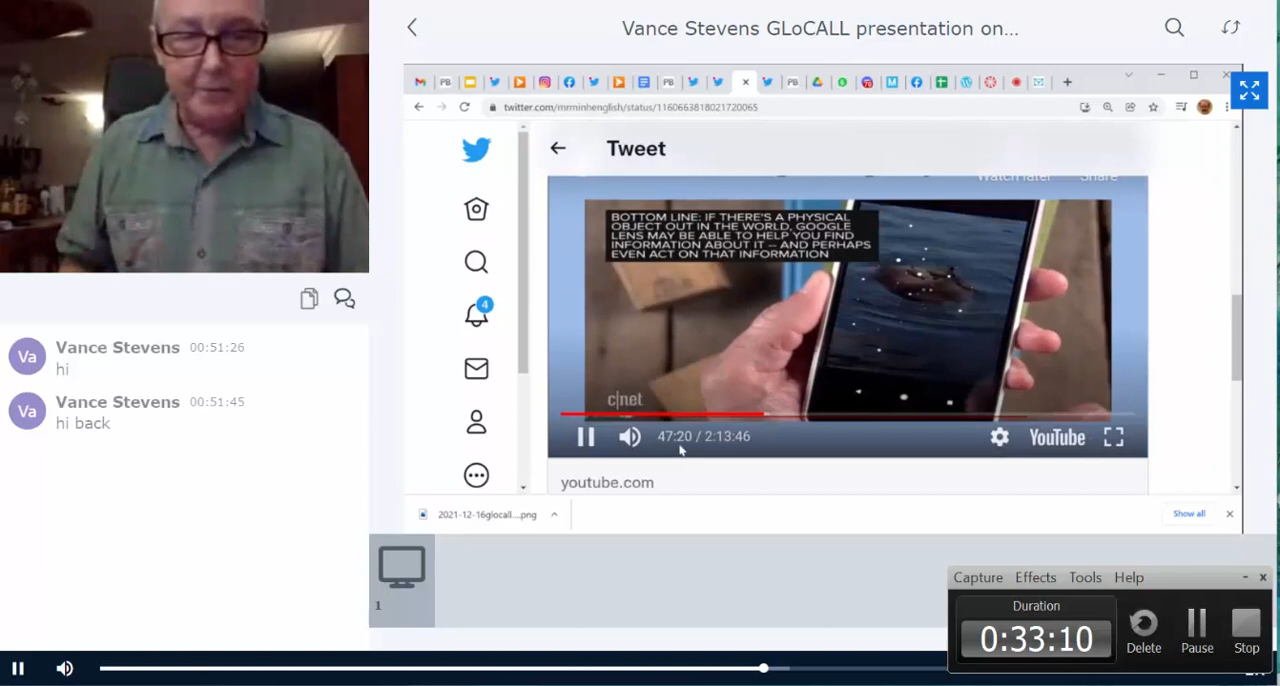 Vance Stevens GLoCALL presentation on...
twitter.com/mrminhenglish/status/1160663818021720065
Tweet
Watch later Share
BOTTOM LINE: IF THERE'S A PHYSICAL
OBJECT OUT IN THE WORLD, GOOGLE
LENS MAY BE ABLE TO HELP YOU FIND
INFORMATION ABOUT IT – AND PERHAPS
EVEN ACT ON THAT INFORMATION
c|net
47:20 / 2:13:46
YouTube
youtube.com
4
2021-12-16glocall....png
Show all
Va
Vance Stevens 00:51:26
hi
Va
Vance Stevens 00:51:45
hi back
1
Capture Effects Tools Help
Duration
0:33:10
Delete Pause Stop